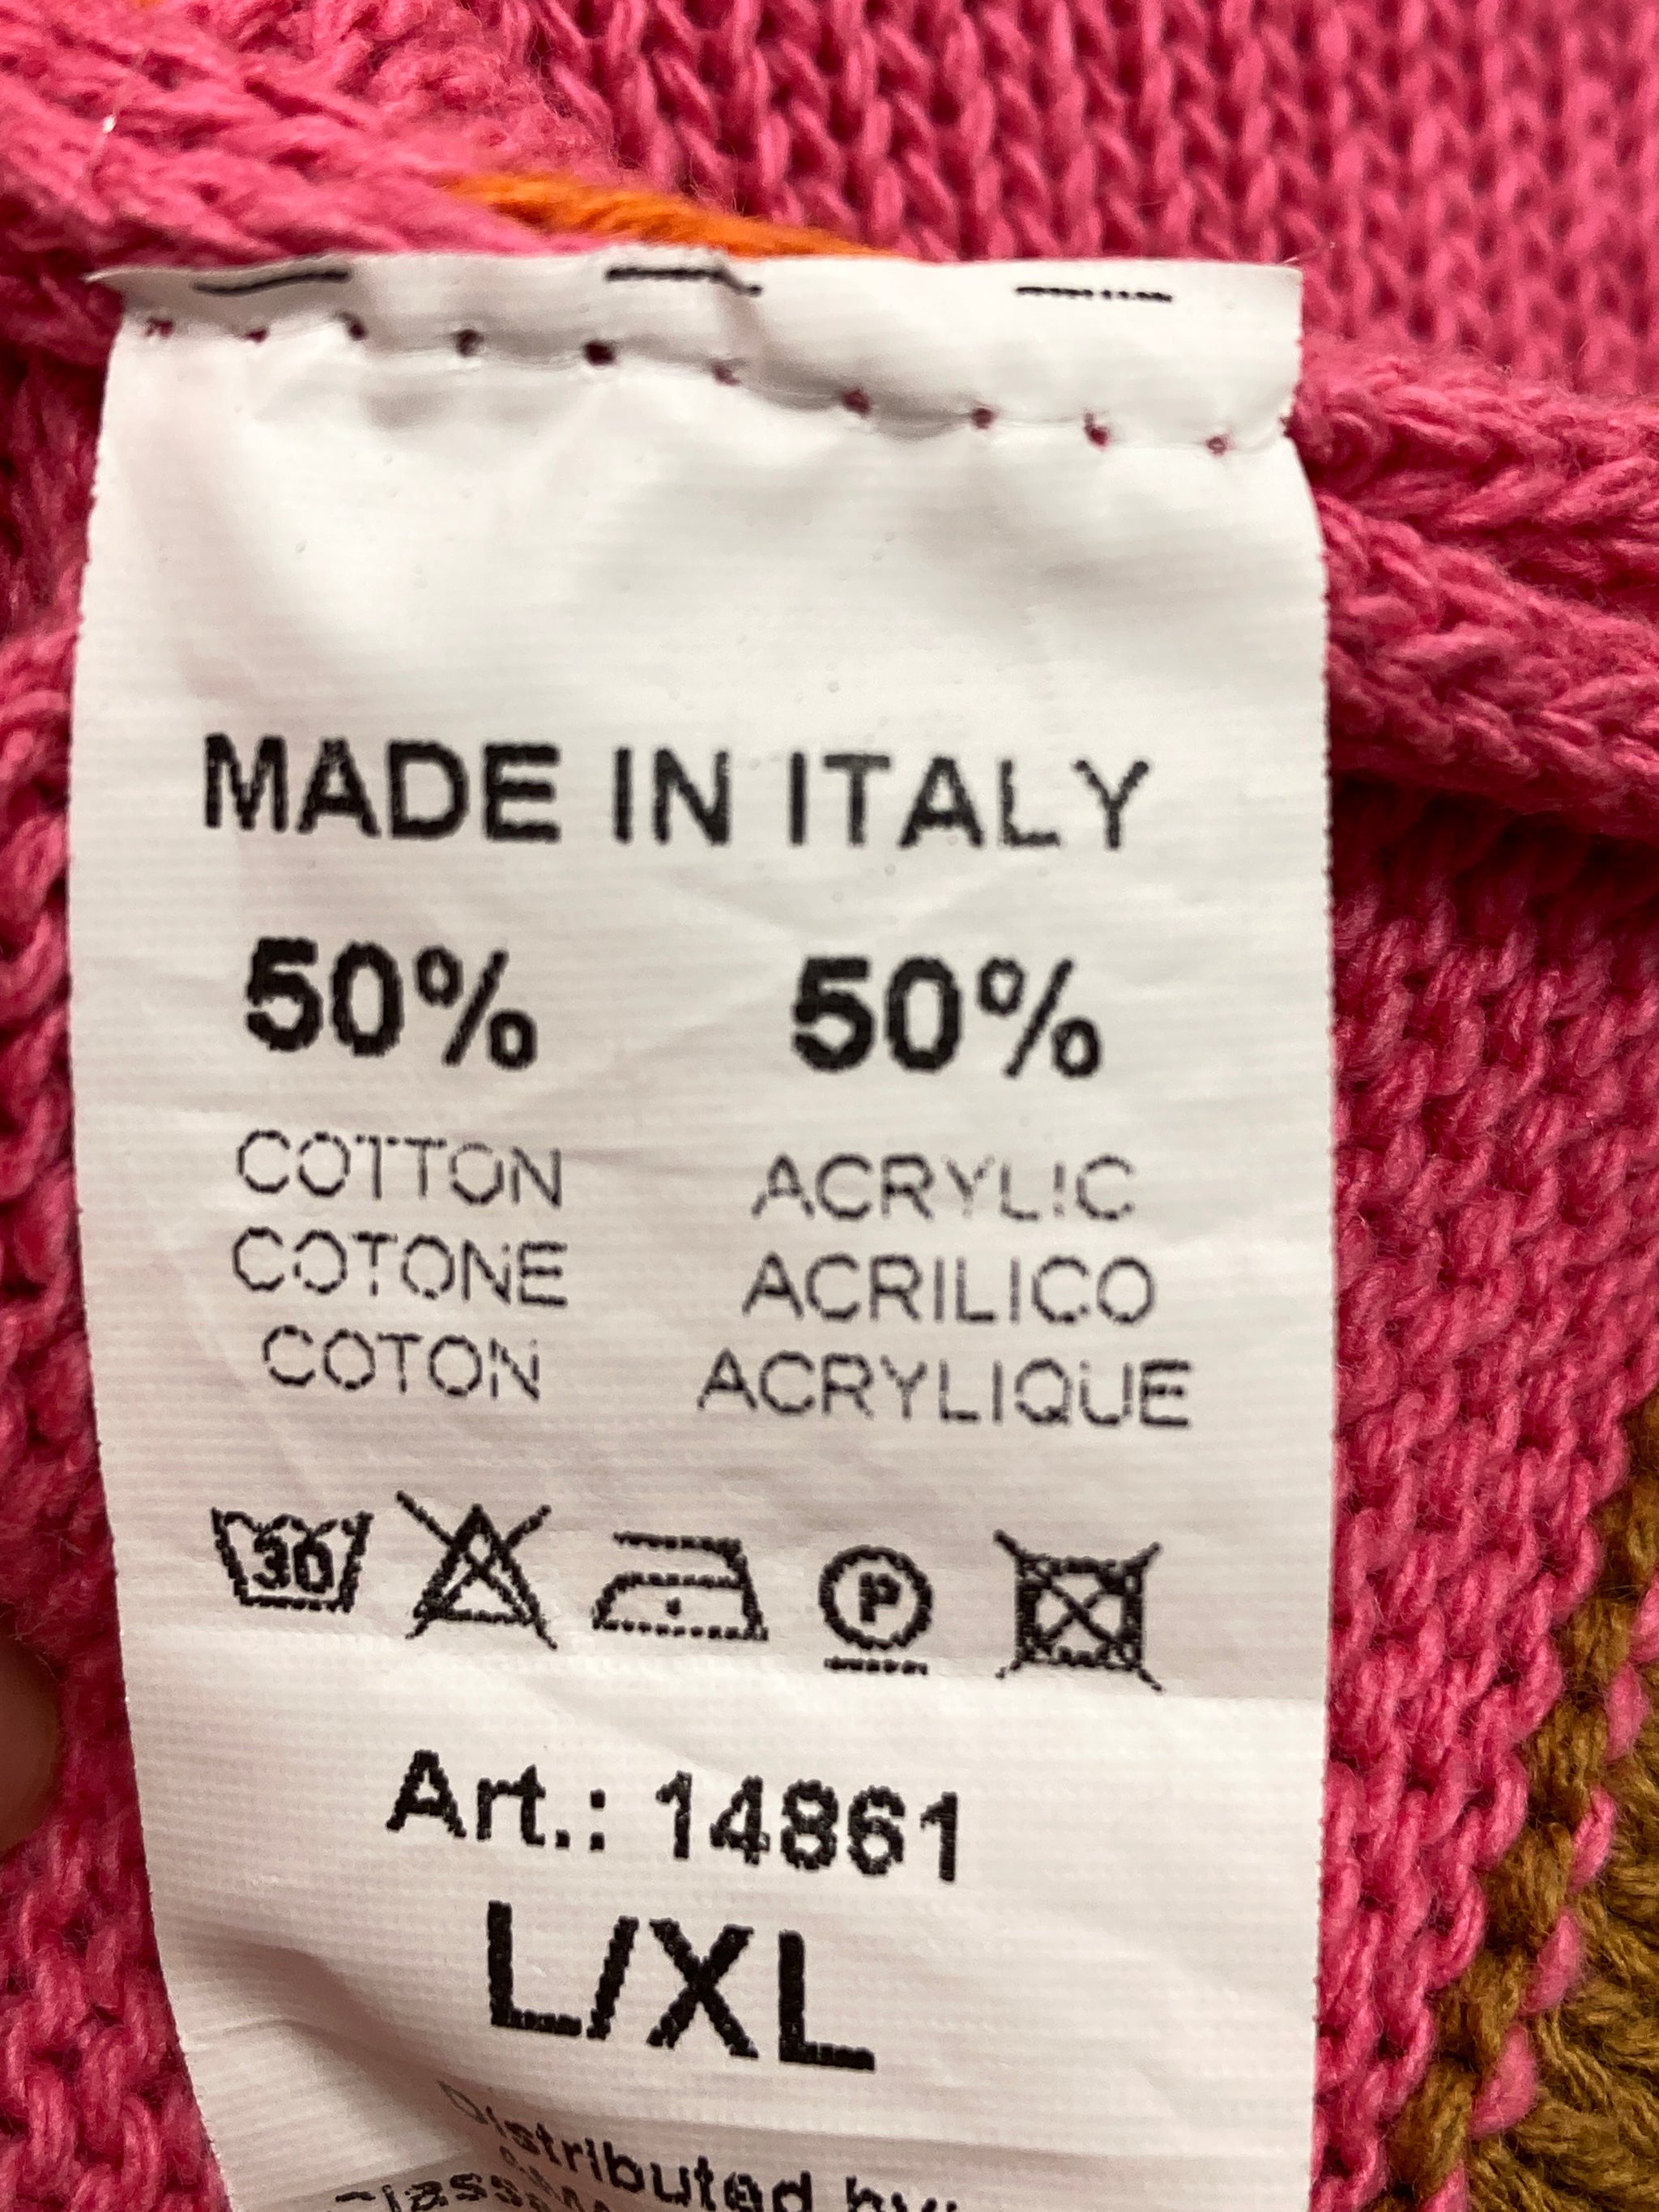 MADE IN ITALY
50% 50%
COTTON ACRYLIC
COTONE ACRILICO
COTON ACRYLIQUE
30 P
Art.: 14861
L/XL
Distributed by: